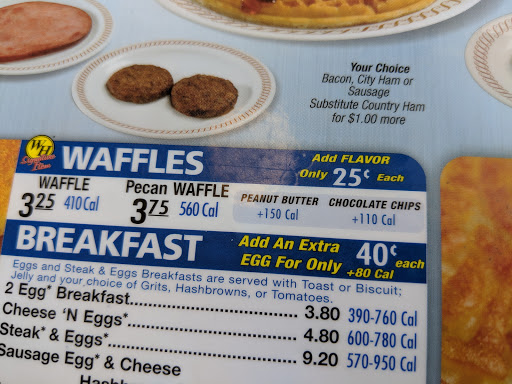 Your Choice
Bacon, City Ham or
Sausage
Substitute Country Ham
for $1.00 more
WH
WAFFLES
Add FLAVOR
Only 25¢ Each
WAFFLE
3.25 410 Cal
Pecan WAFFLE
3.75 560 Cal
PEANUT BUTTER
+150 Cal
CHOCOLATE CHIPS
+110 Cal
BREAKFAST
Add An Extra
EGG For Only 40¢ each
+80 Cal
Eggs and Steak & Eggs Breakfasts are served with Toast or Biscuit;
Jelly and your choice of Grits, Hashbrowns, or Tomatoes.
2 Egg* Breakfast 3.80 390-760 Cal
Cheese 'N Eggs* 4.80 600-780 Cal
Steak* & Eggs* 9.20 570-950 Cal
Sausage Egg* & Cheese